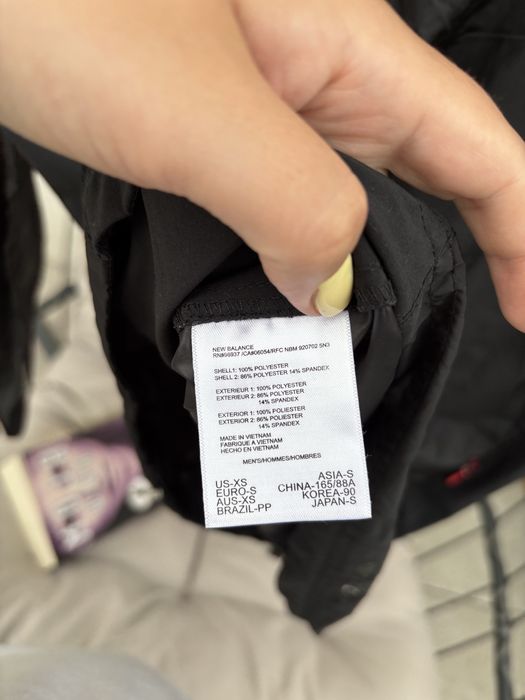 NEW BALANCE
RN#66937 /CA#06054/RFC NBM 920702 5N3
SHELL1: 100% POLYESTER
SHELL 2: 86% POLYESTER 14% SPANDEX
EXTERIEUR 1: 100% POLYESTER
EXTERIEUR 2: 86% POLYESTER
14% SPANDEX
EXTERIOR 1: 100% POLIESTER
EXTERIOR 2: 86% POLIESTER
14% SPANDEX
MADE IN VIETNAM
FABRIQUE A VIETNAM
HECHO EN VIETNAM
MEN'S/HOMMES/HOMBRES
US-XS
EURO-S
AUS-XS
BRAZIL-PP
ASIA-S
CHINA-165/88A
KOREA-90
JAPAN-S